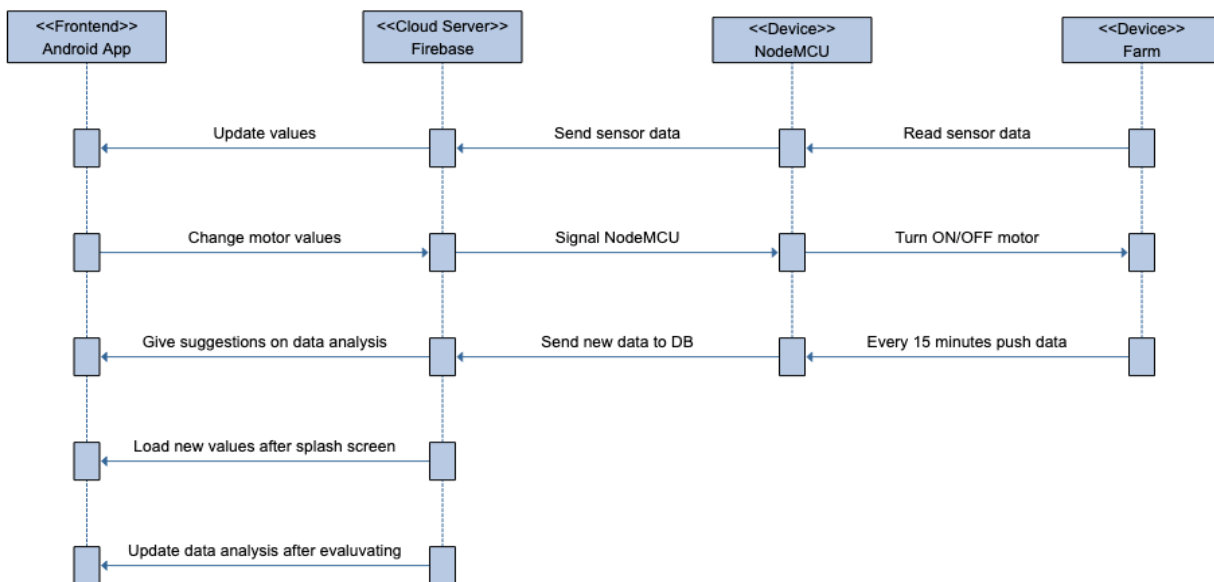 <<Frontend>>
Android App
<<Cloud Server>>
Firebase
<<Device>>
NodeMCU
<<Device>>
Farm
Update values
Send sensor data
Read sensor data
Change motor values
Signal NodeMCU
Turn ON/OFF motor
Give suggestions on data analysis
Send new data to DB
Every 15 minutes push data
Load new values after splash screen
Update data analysis after evaluvating